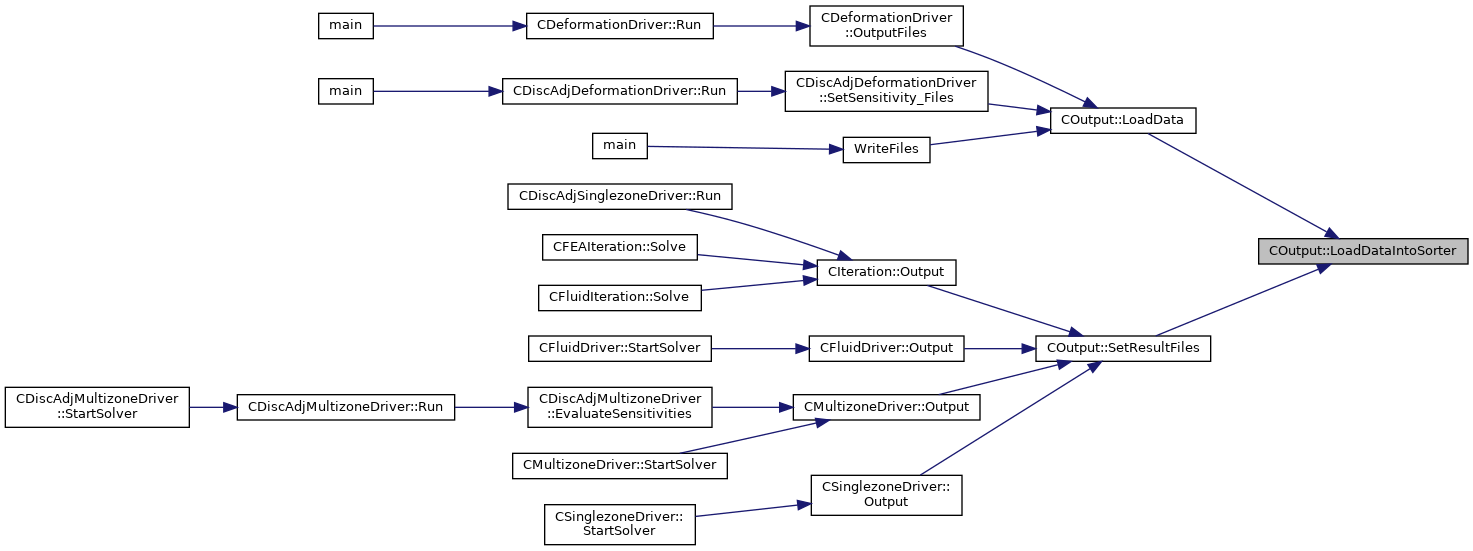 main
CDeformationDriver::Run
CDeformationDriver
::OutputFiles
main
CDiscAdjDeformationDriver::Run
CDiscAdjDeformationDriver
::SetSensitivity_Files
COutput::LoadData
main
WriteFiles
CDiscAdjSinglezoneDriver::Run
CFEAIteration::Solve
CFluidIteration::Solve
CIteration::Output
COutput::LoadDataIntoSorter
CFluidDriver::StartSolver
CFluidDriver::Output
COutput::SetResultFiles
CDiscAdjMultizoneDriver
::StartSolver
CDiscAdjMultizoneDriver::Run
CDiscAdjMultizoneDriver
::EvaluateSensitivities
CMultizoneDriver::Output
CMultizoneDriver::StartSolver
CSinglezoneDriver::
Output
CSinglezoneDriver::
StartSolver